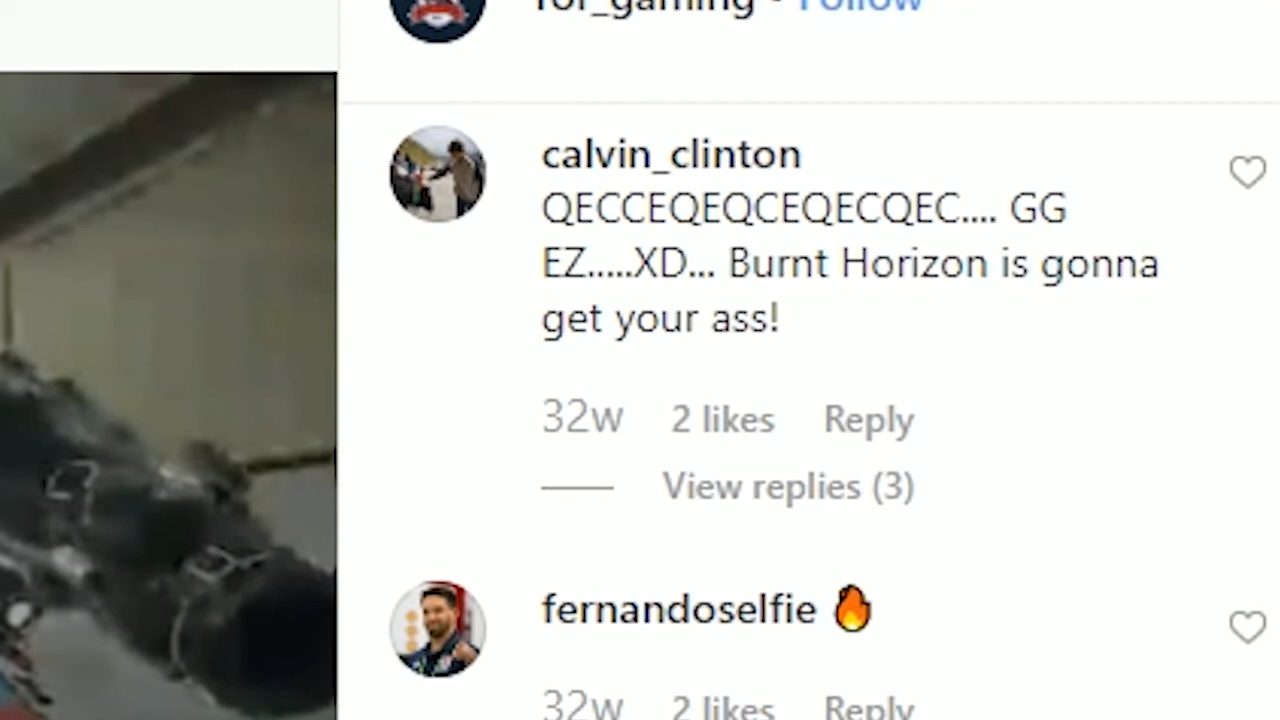 for_gaming • Follow
calvin_clinton
QECCEQEQCEQECQEC.... GG
EZ.....XD... Burnt Horizon is gonna
get your ass!
32w 2 likes Reply
View replies (3)
fernandoselfie 🔥
32w 2 likes Reply